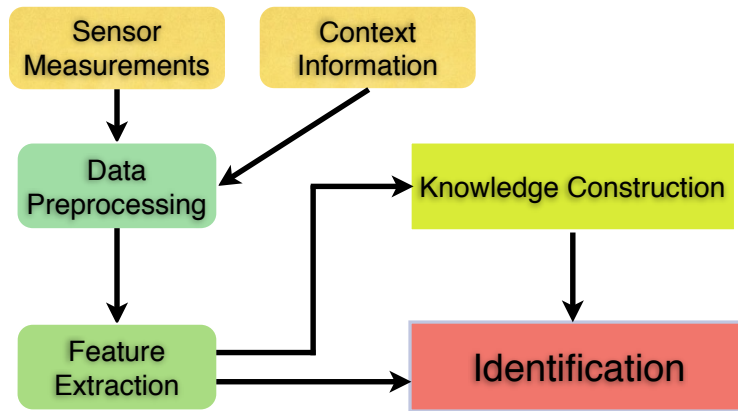 Sensor
Measurements
Context
Information
Data
Preprocessing
Knowledge Construction
Feature
Extraction
Identification